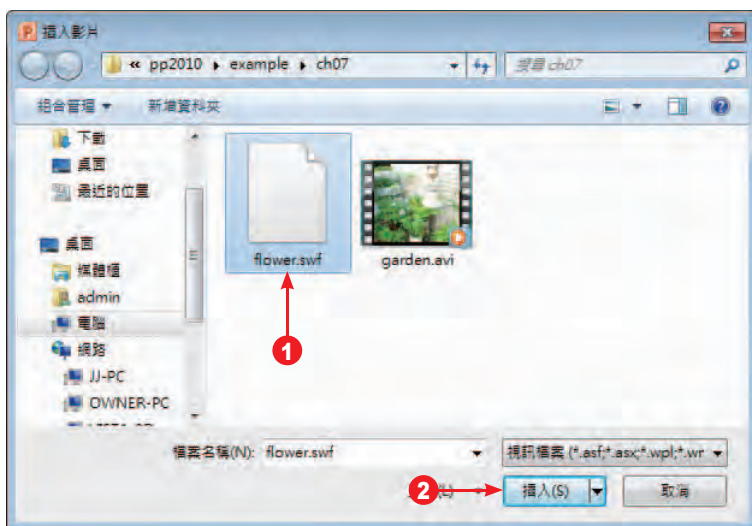 插入影片
« pp2010 ▸ example ▸ ch07
搜尋 ch07
組合管理 ▼ 新增資料夾
下載
桌面
最近的位置
桌面
媒體櫃
admin
電腦
網路
JJ-PC
OWNER-PC
flower.swf
garden.avi
1
檔案名稱(N): flower.swf
視訊檔案 (*.asf;*.asx;*.wpl;*.wr
2
(L)
插入(S)
取消